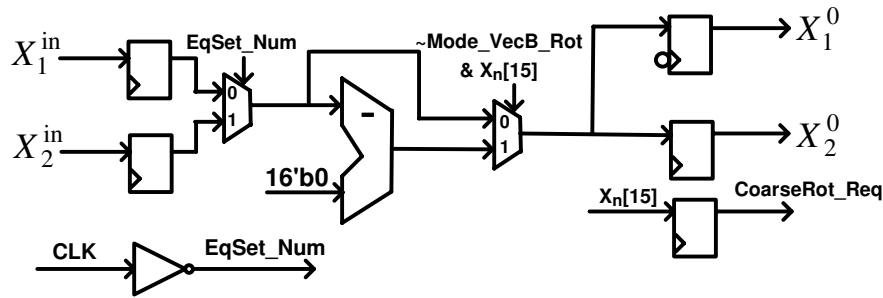 X₁ⁱⁿ
EqSet_Num
~Mode_VecB_Rot
& Xₙ[15]
X₁⁰
0
1
-
0
1
X₂ⁱⁿ
X₂⁰
16'b0
Xₙ[15]
CoarseRot_Req
CLK
EqSet_Num